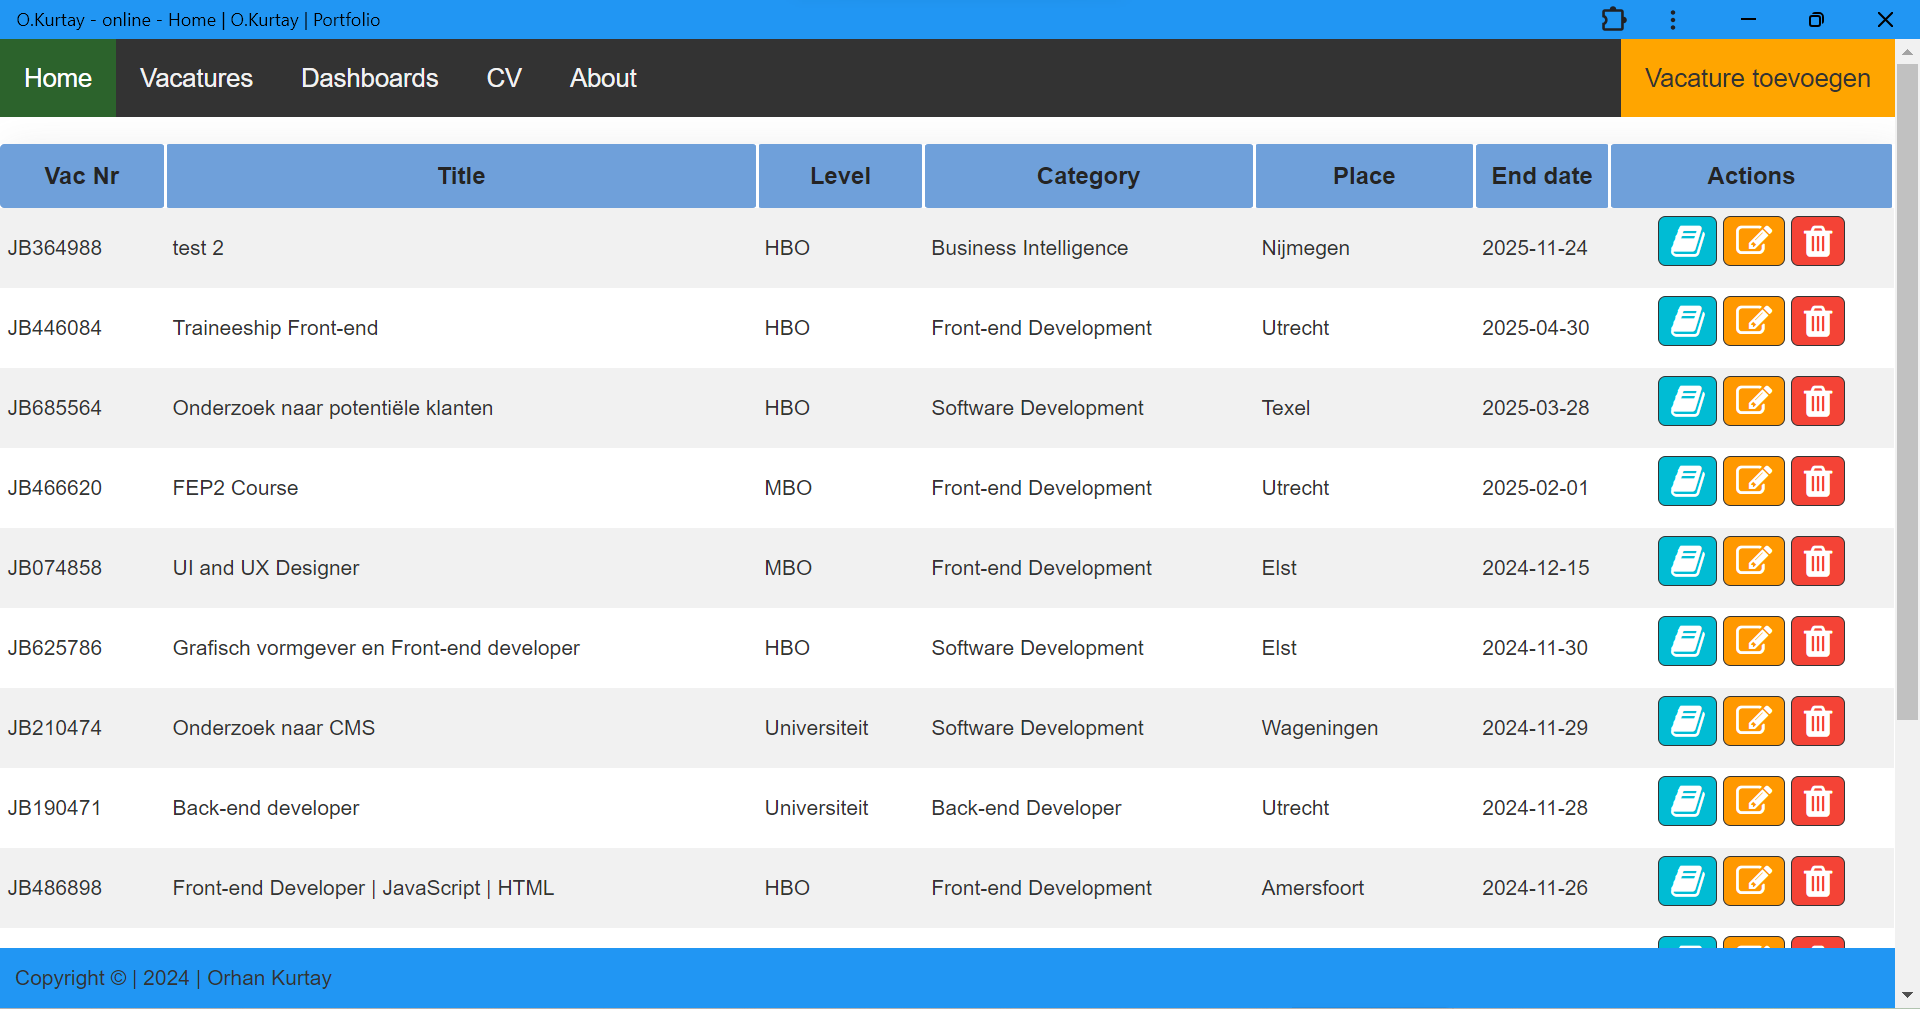 O.Kurtay - online - Home | O.Kurtay | Portfolio
Home Vacatures Dashboards CV About Vacature toevoegen
Vac Nr Title Level Category Place End date Actions
JB364988 test 2 HBO Business Intelligence Nijmegen 2025-11-24
JB446084 Traineeship Front-end HBO Front-end Development Utrecht 2025-04-30
JB685564 Onderzoek naar potentiële klanten HBO Software Development Texel 2025-03-28
JB466620 FEP2 Course MBO Front-end Development Utrecht 2025-02-01
JB074858 UI and UX Designer MBO Front-end Development Elst 2024-12-15
JB625786 Grafisch vormgever en Front-end developer HBO Software Development Elst 2024-11-30
JB210474 Onderzoek naar CMS Universiteit Software Development Wageningen 2024-11-29
JB190471 Back-end developer Universiteit Back-end Developer Utrecht 2024-11-28
JB486898 Front-end Developer | JavaScript | HTML HBO Front-end Development Amersfoort 2024-11-26
Copyright © | 2024 | Orhan Kurtay